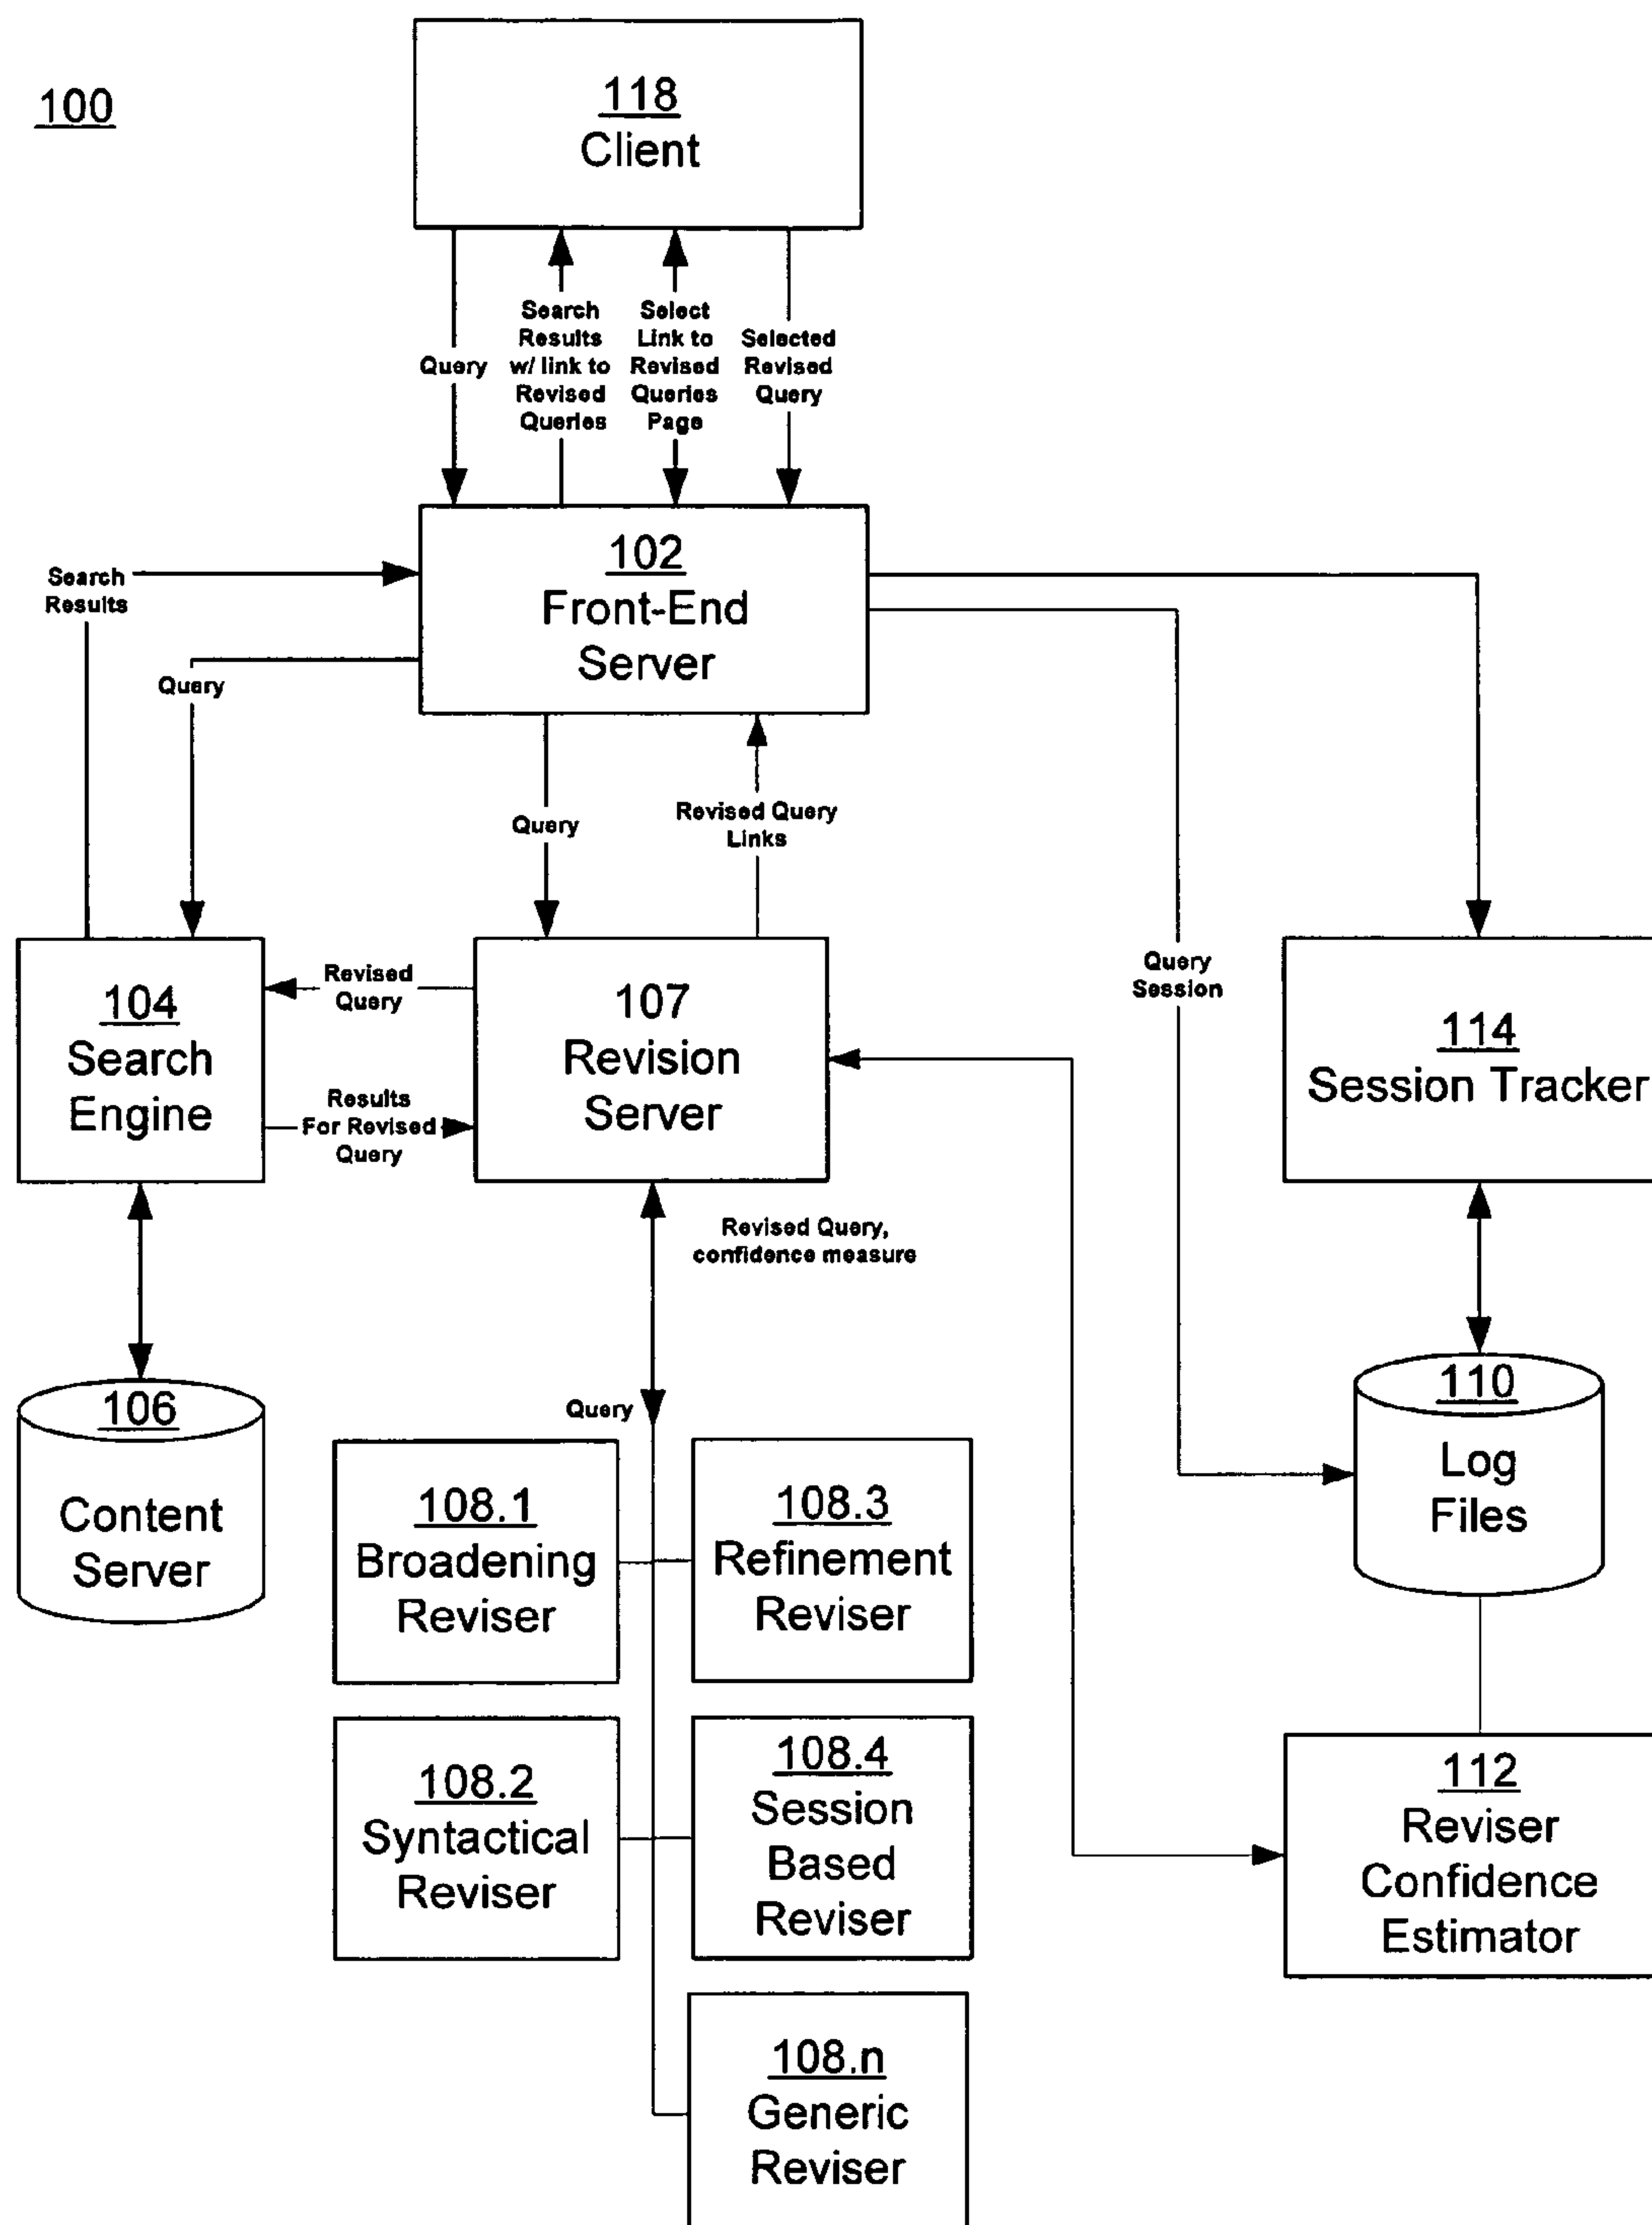 100
118
Client
Query
Search
Results
w/ link to
Revised
Queries
Select
Link to
Revised
Queries
Page
Selected
Revised
Query
102
Front-End
Server
Search
Results
Query
Query
Revised Query
Links
Query
Session
104
Search
Engine
Revised
Query
Results
For Revised
Query
107
Revision
Server
114
Session Tracker
Revised Query,
confidence measure
Query
106
Content
Server
110
Log
Files
108.1
Broadening
Reviser
108.3
Refinement
Reviser
108.2
Syntactical
Reviser
108.4
Session
Based
Reviser
112
Reviser
Confidence
Estimator
108.n
Generic
Reviser